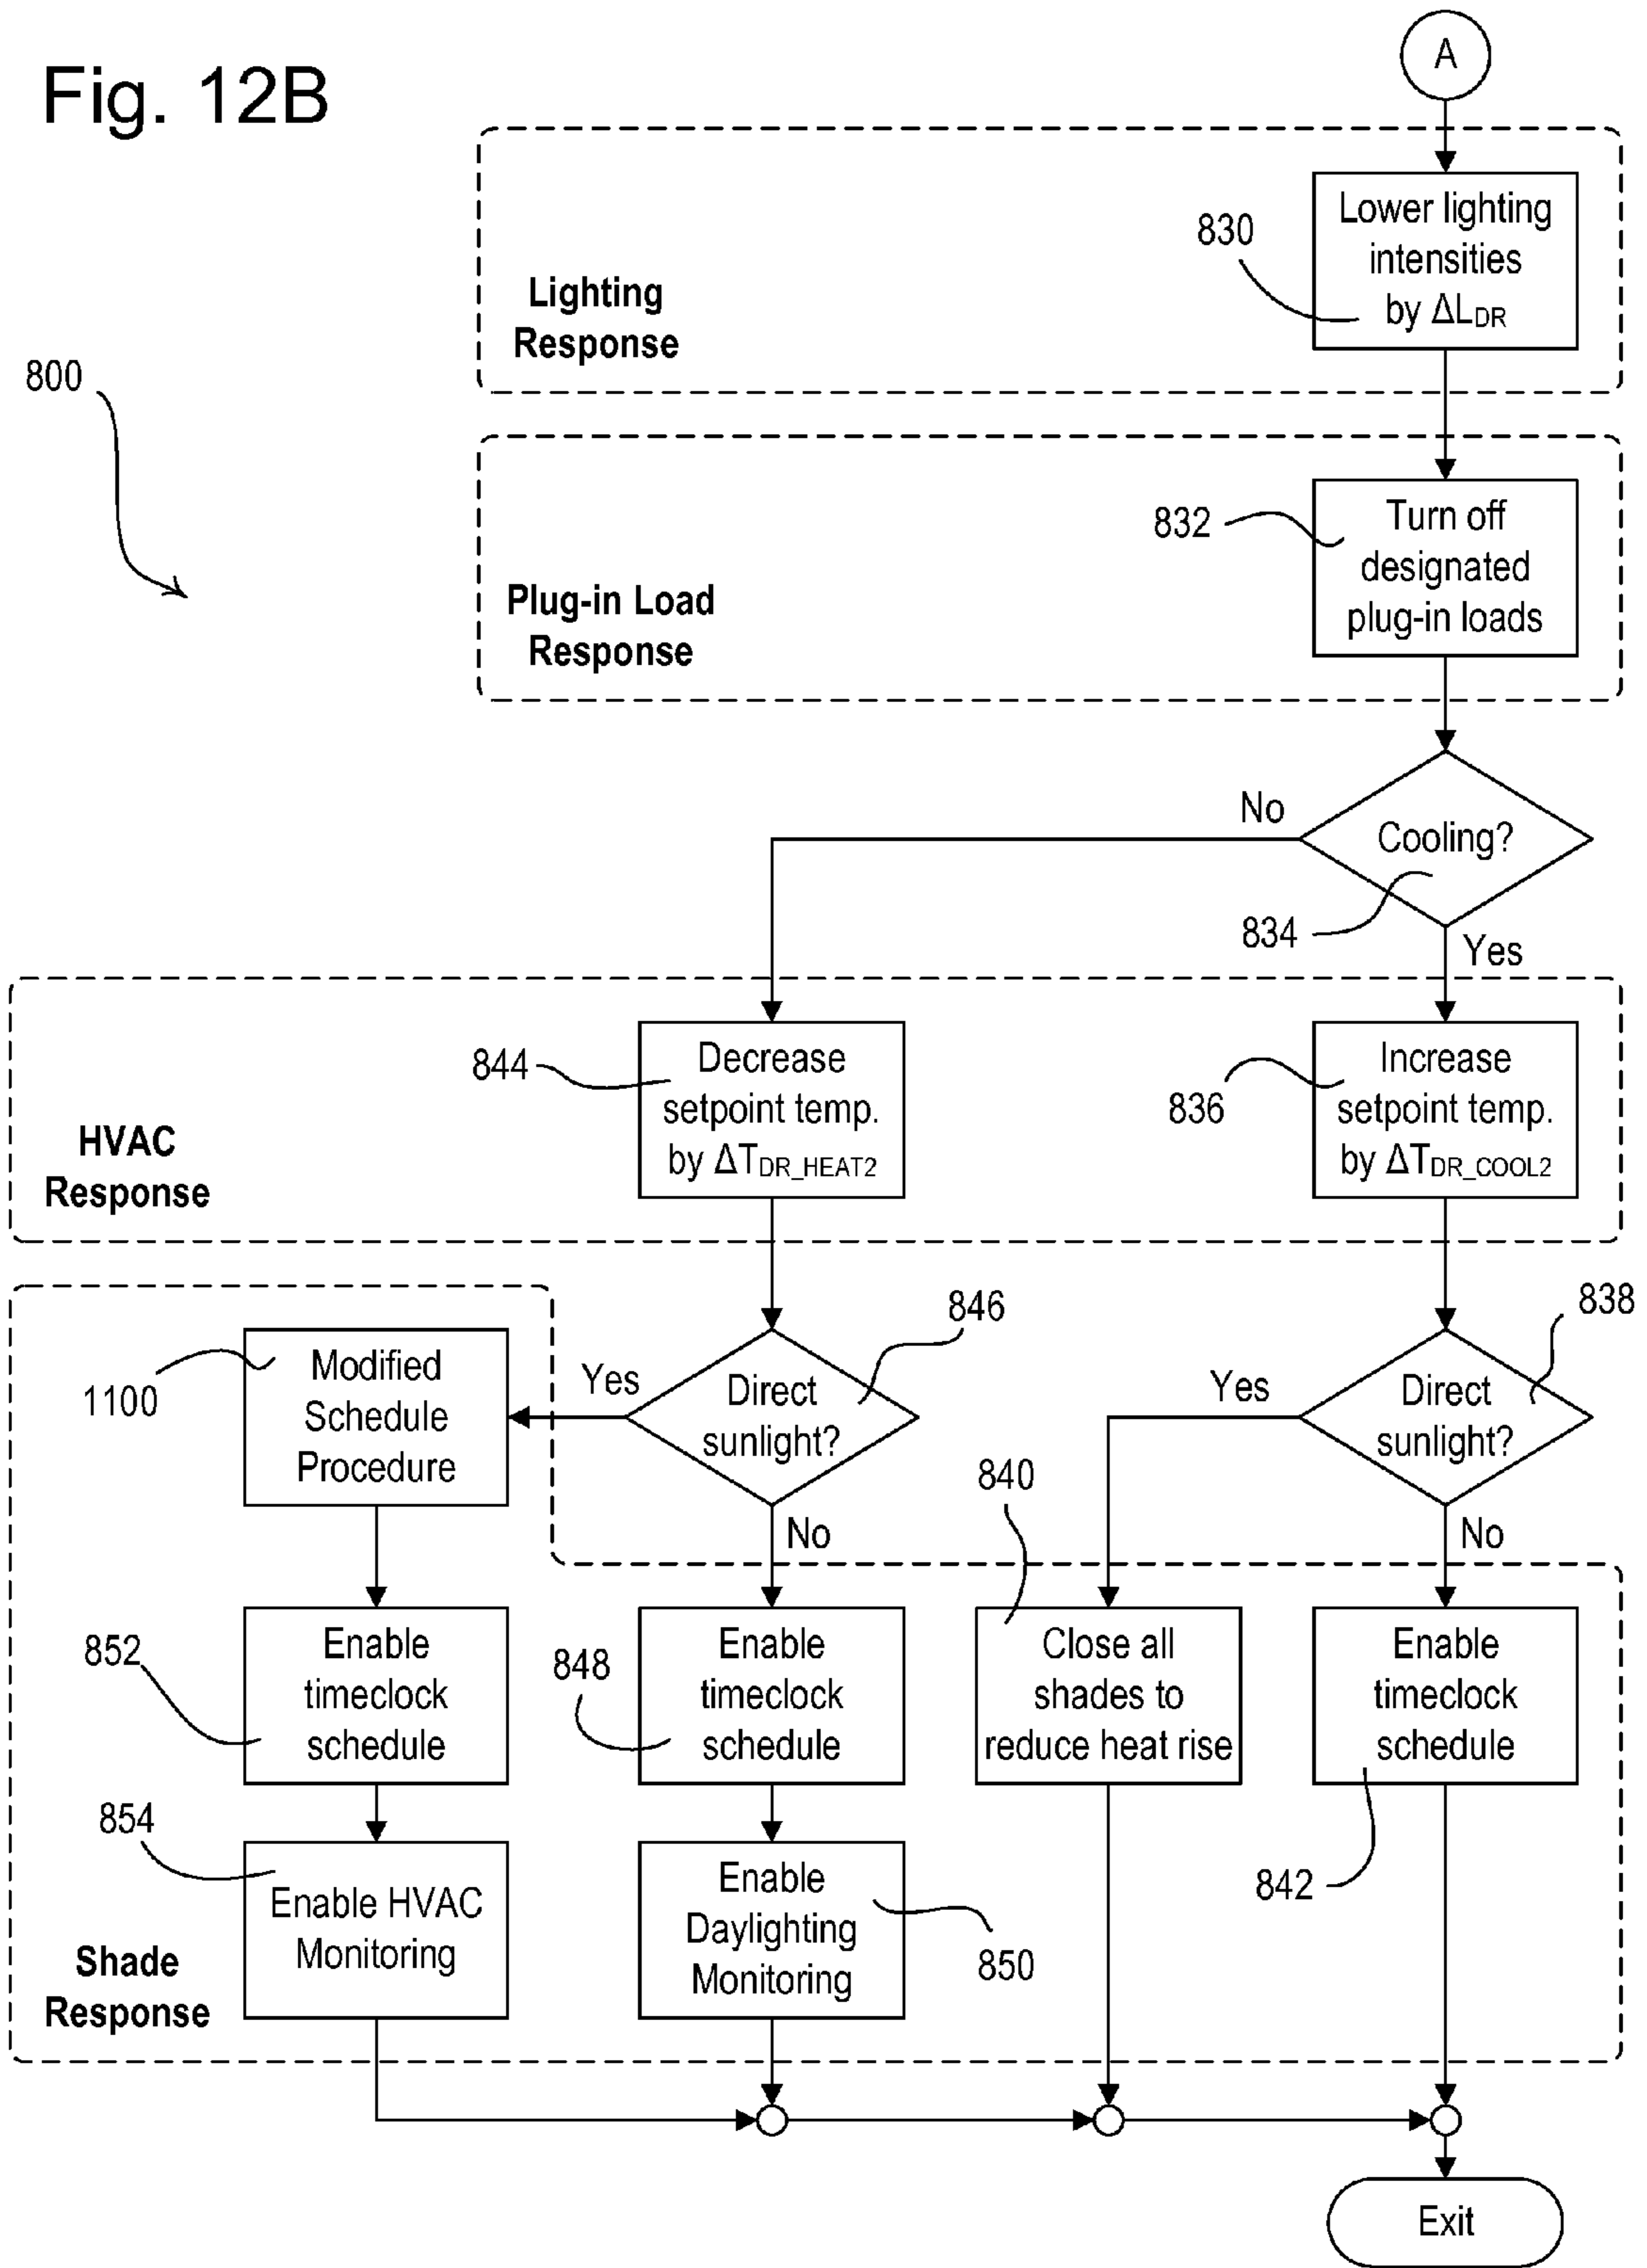 Fig. 12B
A
Lower lighting
intensities
by ΔLDR
830
Lighting
Response
800
Turn off
designated
plug-in loads
832
Plug-in Load
Response
Cooling?
834
No
Yes
Decrease
setpoint temp.
by ΔTDR_HEAT2
844
Increase
setpoint temp.
by ΔTDR_COOL2
836
HVAC
Response
Modified
Schedule
Procedure
1100
Yes
Direct
sunlight?
846
No
Yes
Direct
sunlight?
838
No
840
Enable
timeclock
schedule
852
Enable
timeclock
schedule
848
Close all
shades to
reduce heat rise
Enable
timeclock
schedule
842
854
Enable HVAC
Monitoring
Enable
Daylighting
Monitoring
850
Shade
Response
Exit